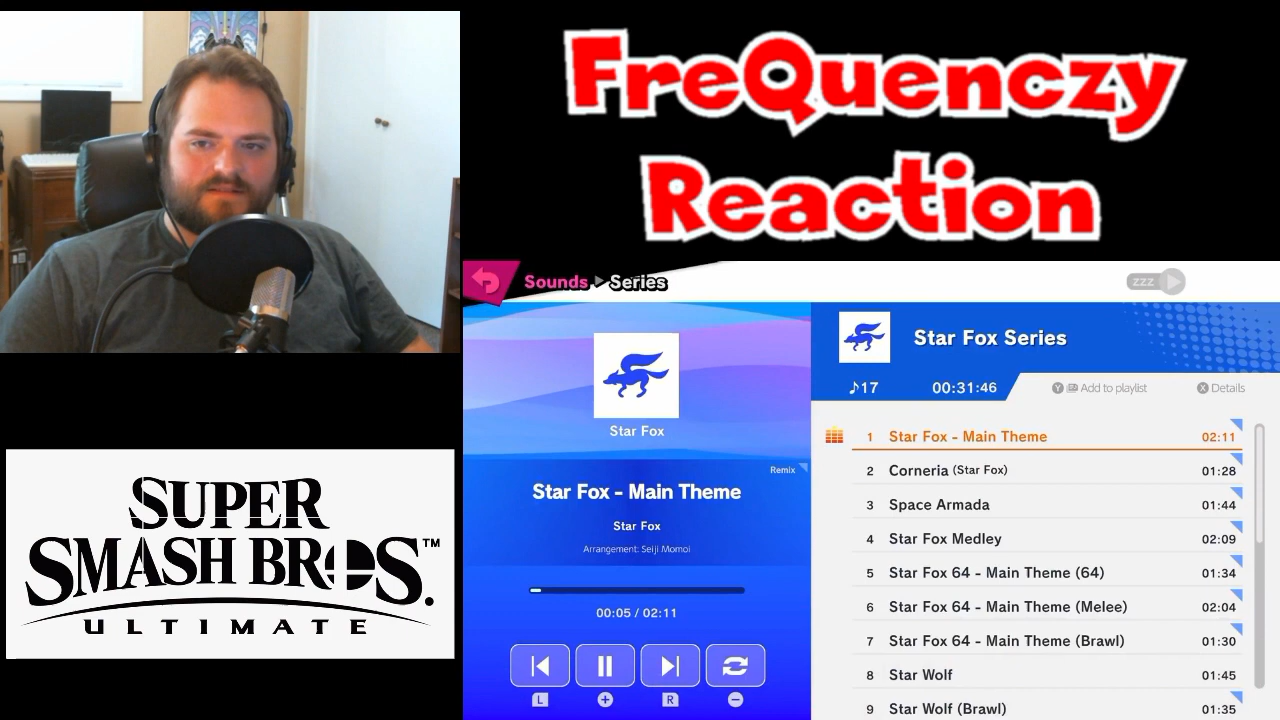 FreQuenczy
Reaction
Sounds ▶ Series
zzz
Star Fox
Remix
Star Fox - Main Theme
Star Fox
Arrangement: Seiji Momoi
00:05 / 02:11
L + R −
Star Fox Series
♪17 00:31:46 Y Add to playlist X Details
1 Star Fox - Main Theme 02:11
2 Corneria (Star Fox) 01:28
3 Space Armada 01:44
4 Star Fox Medley 02:09
5 Star Fox 64 - Main Theme (64) 01:34
6 Star Fox 64 - Main Theme (Melee) 02:04
7 Star Fox 64 - Main Theme (Brawl) 01:30
8 Star Wolf 01:45
9 Star Wolf (Brawl) 01:35
SUPER
SMASH BROS.™
ULTIMATE